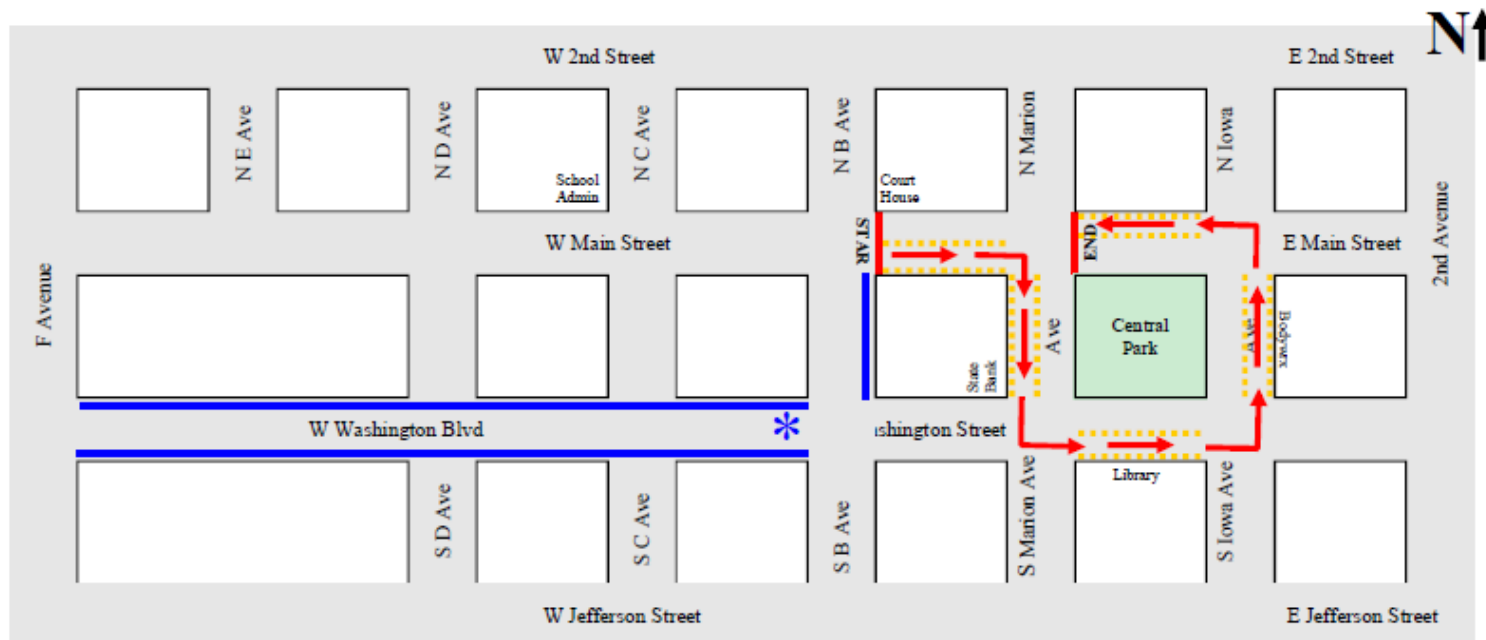 N
W 2nd Street
E 2nd Street
N E Ave
N D Ave
N C Ave
N B Ave
N Marion
N Iowa
School
Admin
Court
House
W Main Street
STAR
END
E Main Street
2nd Avenue
F Avenue
State
Bank
Ave
Central
Park
Ave
Bodywrx
W Washington Blvd
*
ashington Street
Library
S D Ave
S C Ave
S B Ave
S Marion Ave
S Iowa Ave
W Jefferson Street
E Jefferson Street